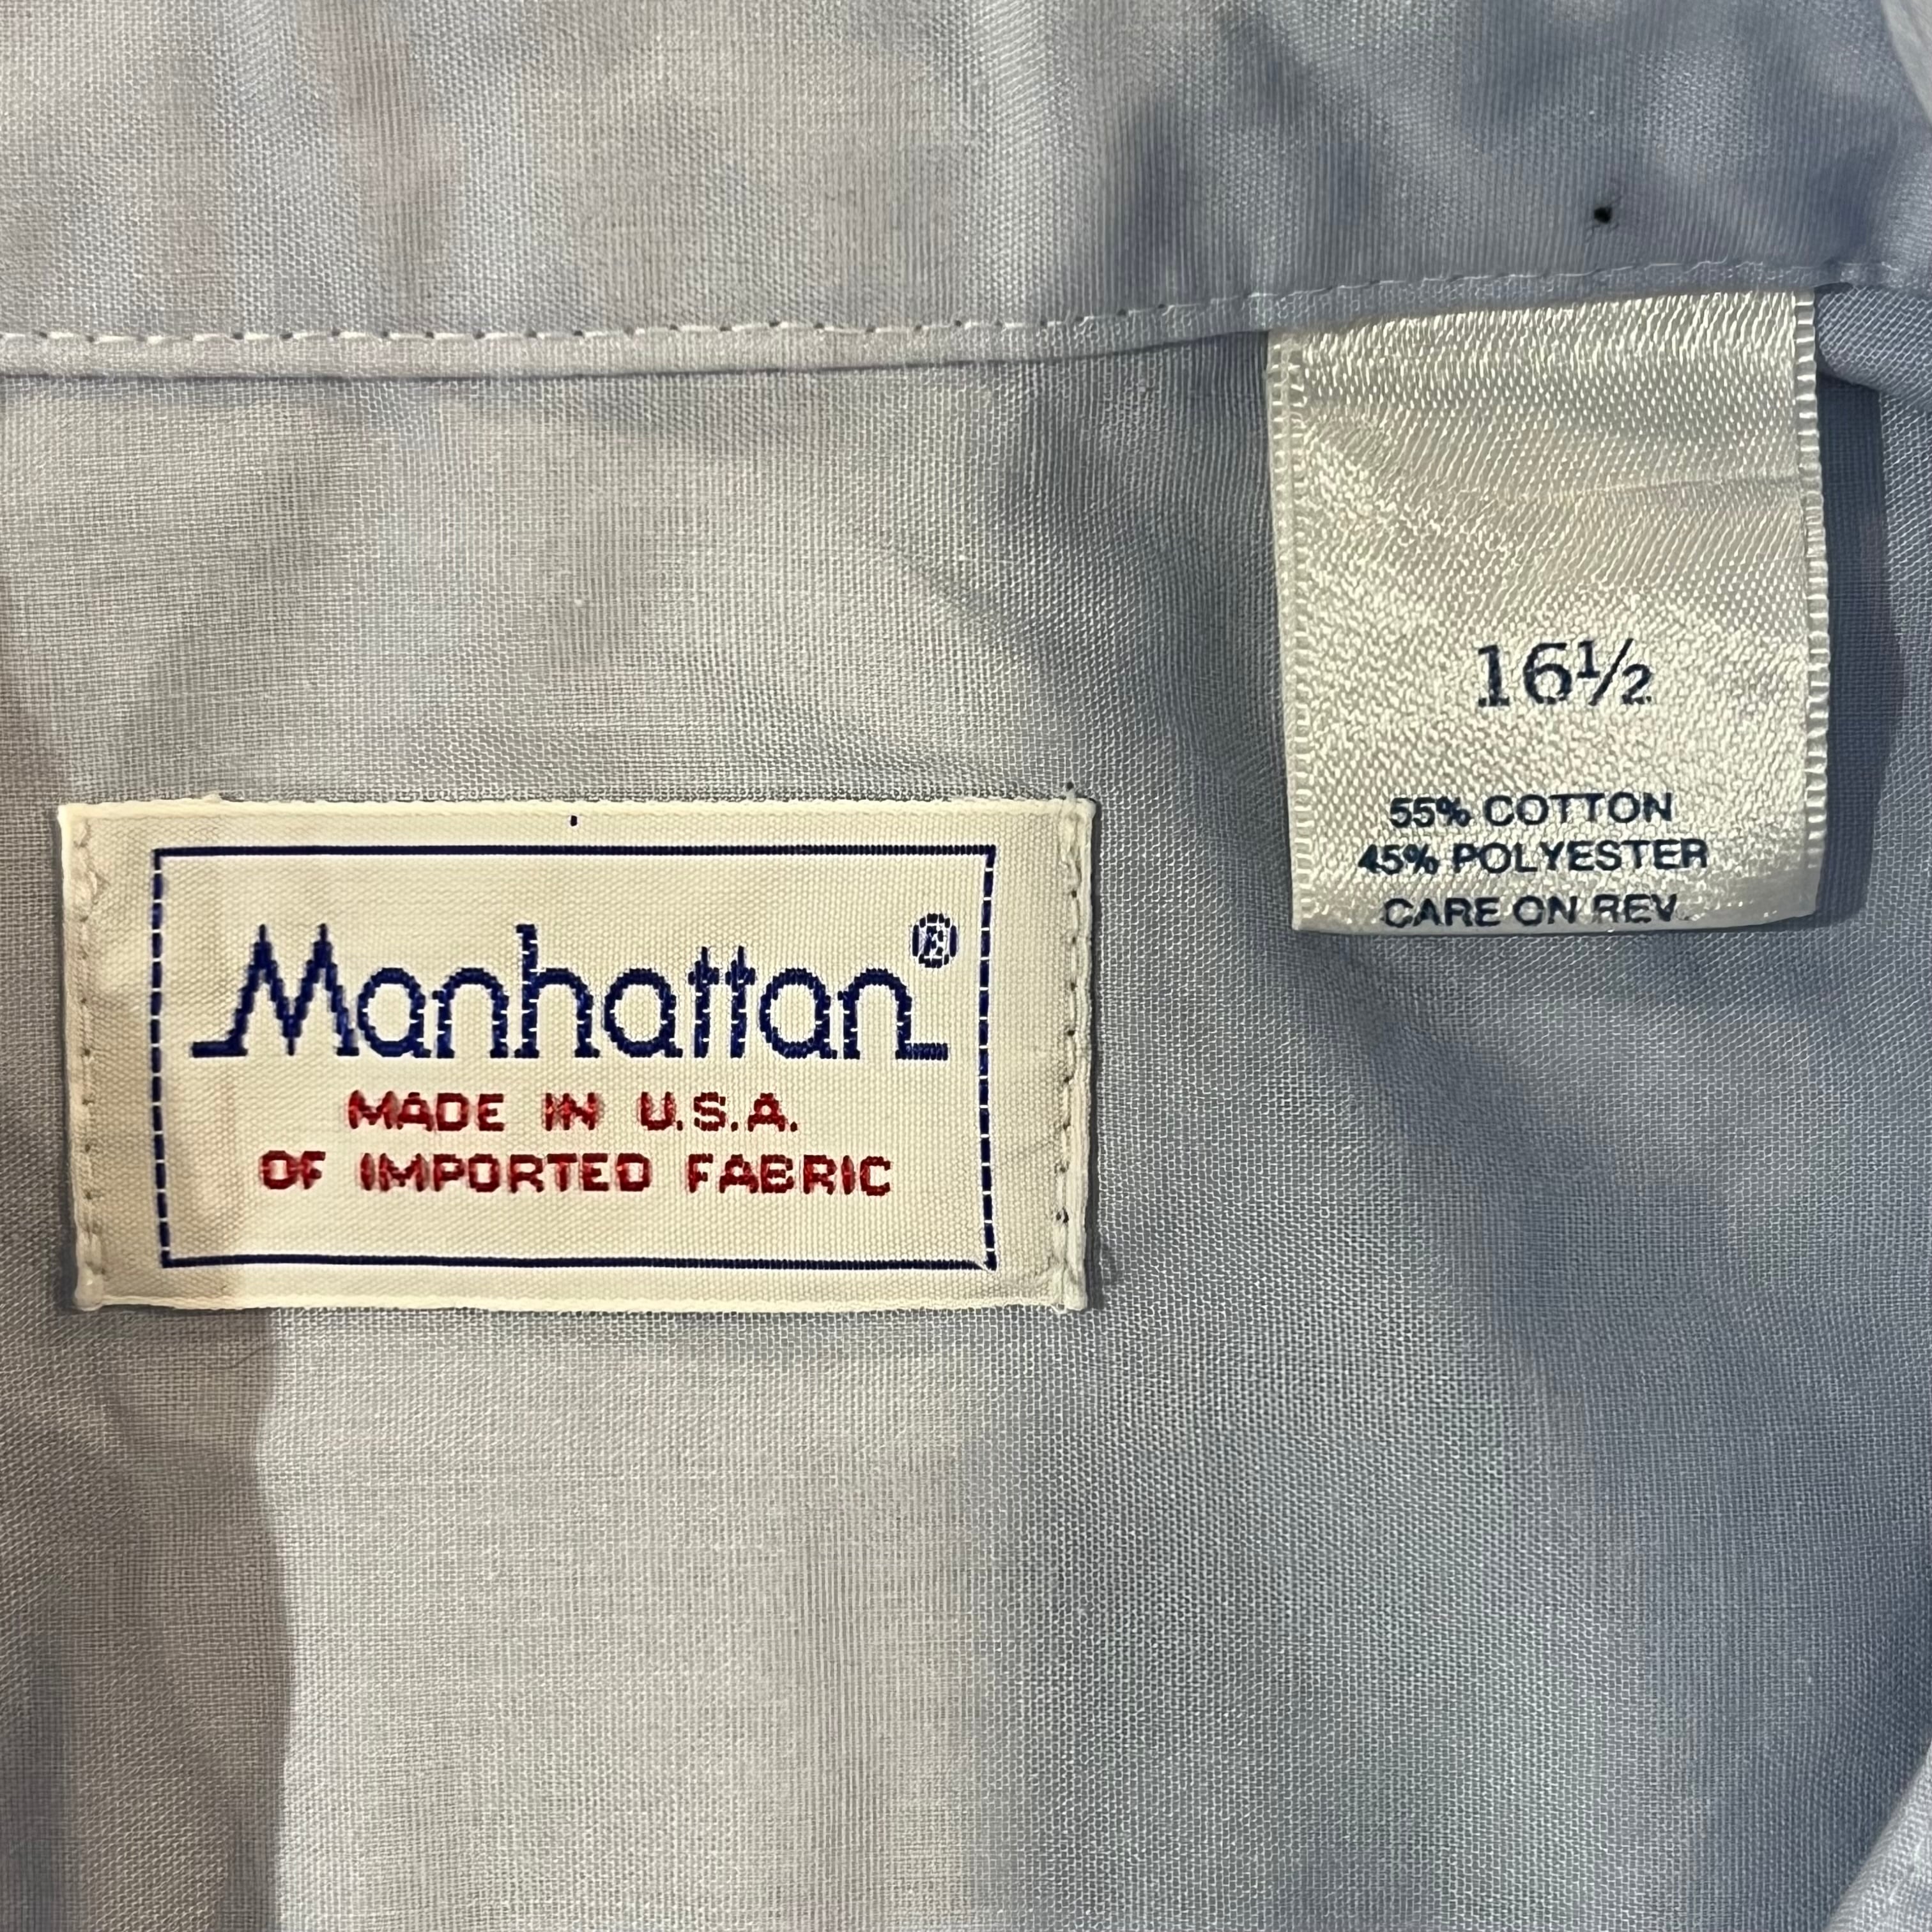 Manhattan®
MADE IN U.S.A.
OF IMPORTED FABRIC
16½
55% COTTON
45% POLYESTER
CARE ON REV.